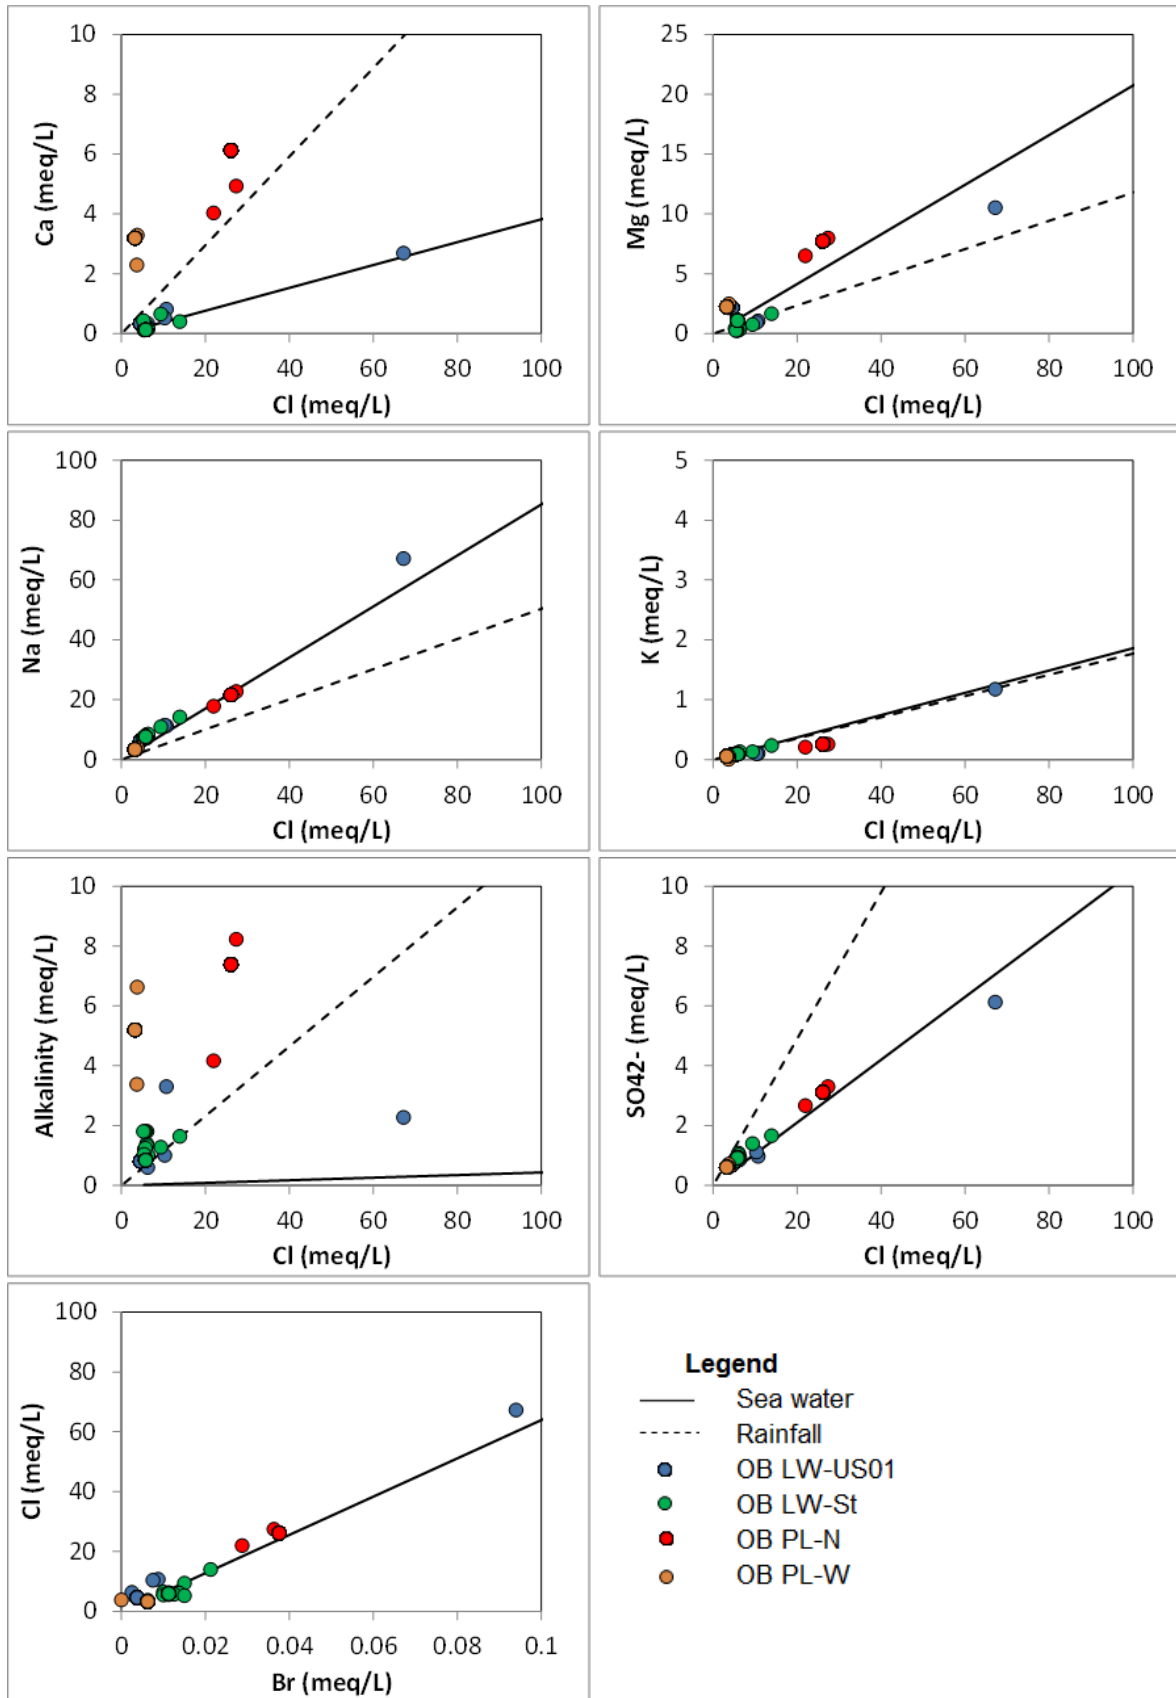 10
8
6
4
2
0
Ca (meq/L)
0 20 40 60 80 100
Cl (meq/L)
25
20
15
10
5
0
Mg (meq/L)
0 20 40 60 80 100
Cl (meq/L)
100
80
60
40
20
0
Na (meq/L)
0 20 40 60 80 100
Cl (meq/L)
5
4
3
2
1
0
K (meq/L)
0 20 40 60 80 100
Cl (meq/L)
10
8
6
4
2
0
Alkalinity (meq/L)
0 20 40 60 80 100
Cl (meq/L)
10
8
6
4
2
0
SO42- (meq/L)
0 20 40 60 80 100
Cl (meq/L)
100
80
60
40
20
0
Cl (meq/L)
0 0.02 0.04 0.06 0.08 0.1
Br (meq/L)
Legend
Sea water
Rainfall
OB LW-US01
OB LW-St
OB PL-N
OB PL-W